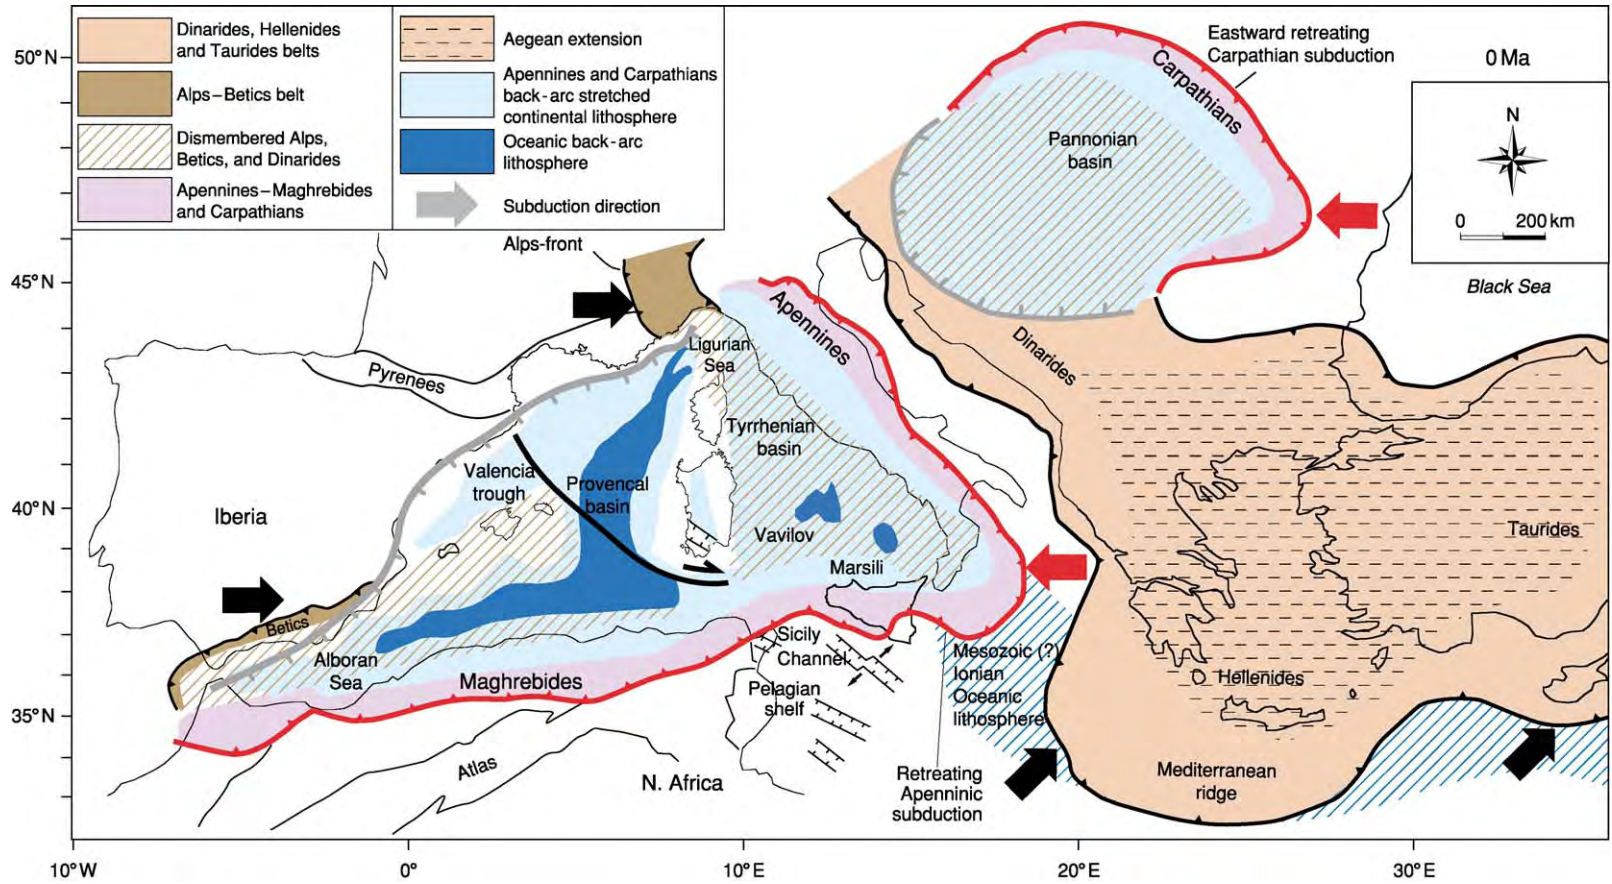 Dinarides, Hellenides
and Taurides belts
Alps–Betics belt
Dismembered Alps,
Betics, and Dinarides
Apennines–Maghrebides
and Carpathians
Aegean extension
Apennines and Carpathians
back-arc stretched
continental lithosphere
Oceanic back-arc
lithosphere
Subduction direction
Eastward retreating
Carpathian subduction
0 Ma
N
0 200 km
Black Sea
Carpathians
Pannonian
basin
Alps-front
Apennines
Dinarides
Ligurian
Sea
Pyrenees
Tyrrhenian
basin
Valencia
trough
Provencal
basin
Iberia
Vavilov
Marsili
Taurides
Betics
Alboran
Sea
Maghrebides
Sicily
Channel
Pelagian
shelf
Mesozoic (?)
Ionian
Oceanic
lithosphere
Hellenides
Atlas
N. Africa
Retreating
Apenninic
subduction
Mediterranean
ridge
50° N
45° N
40° N
35° N
10° W
0°
10° E
20° E
30° E